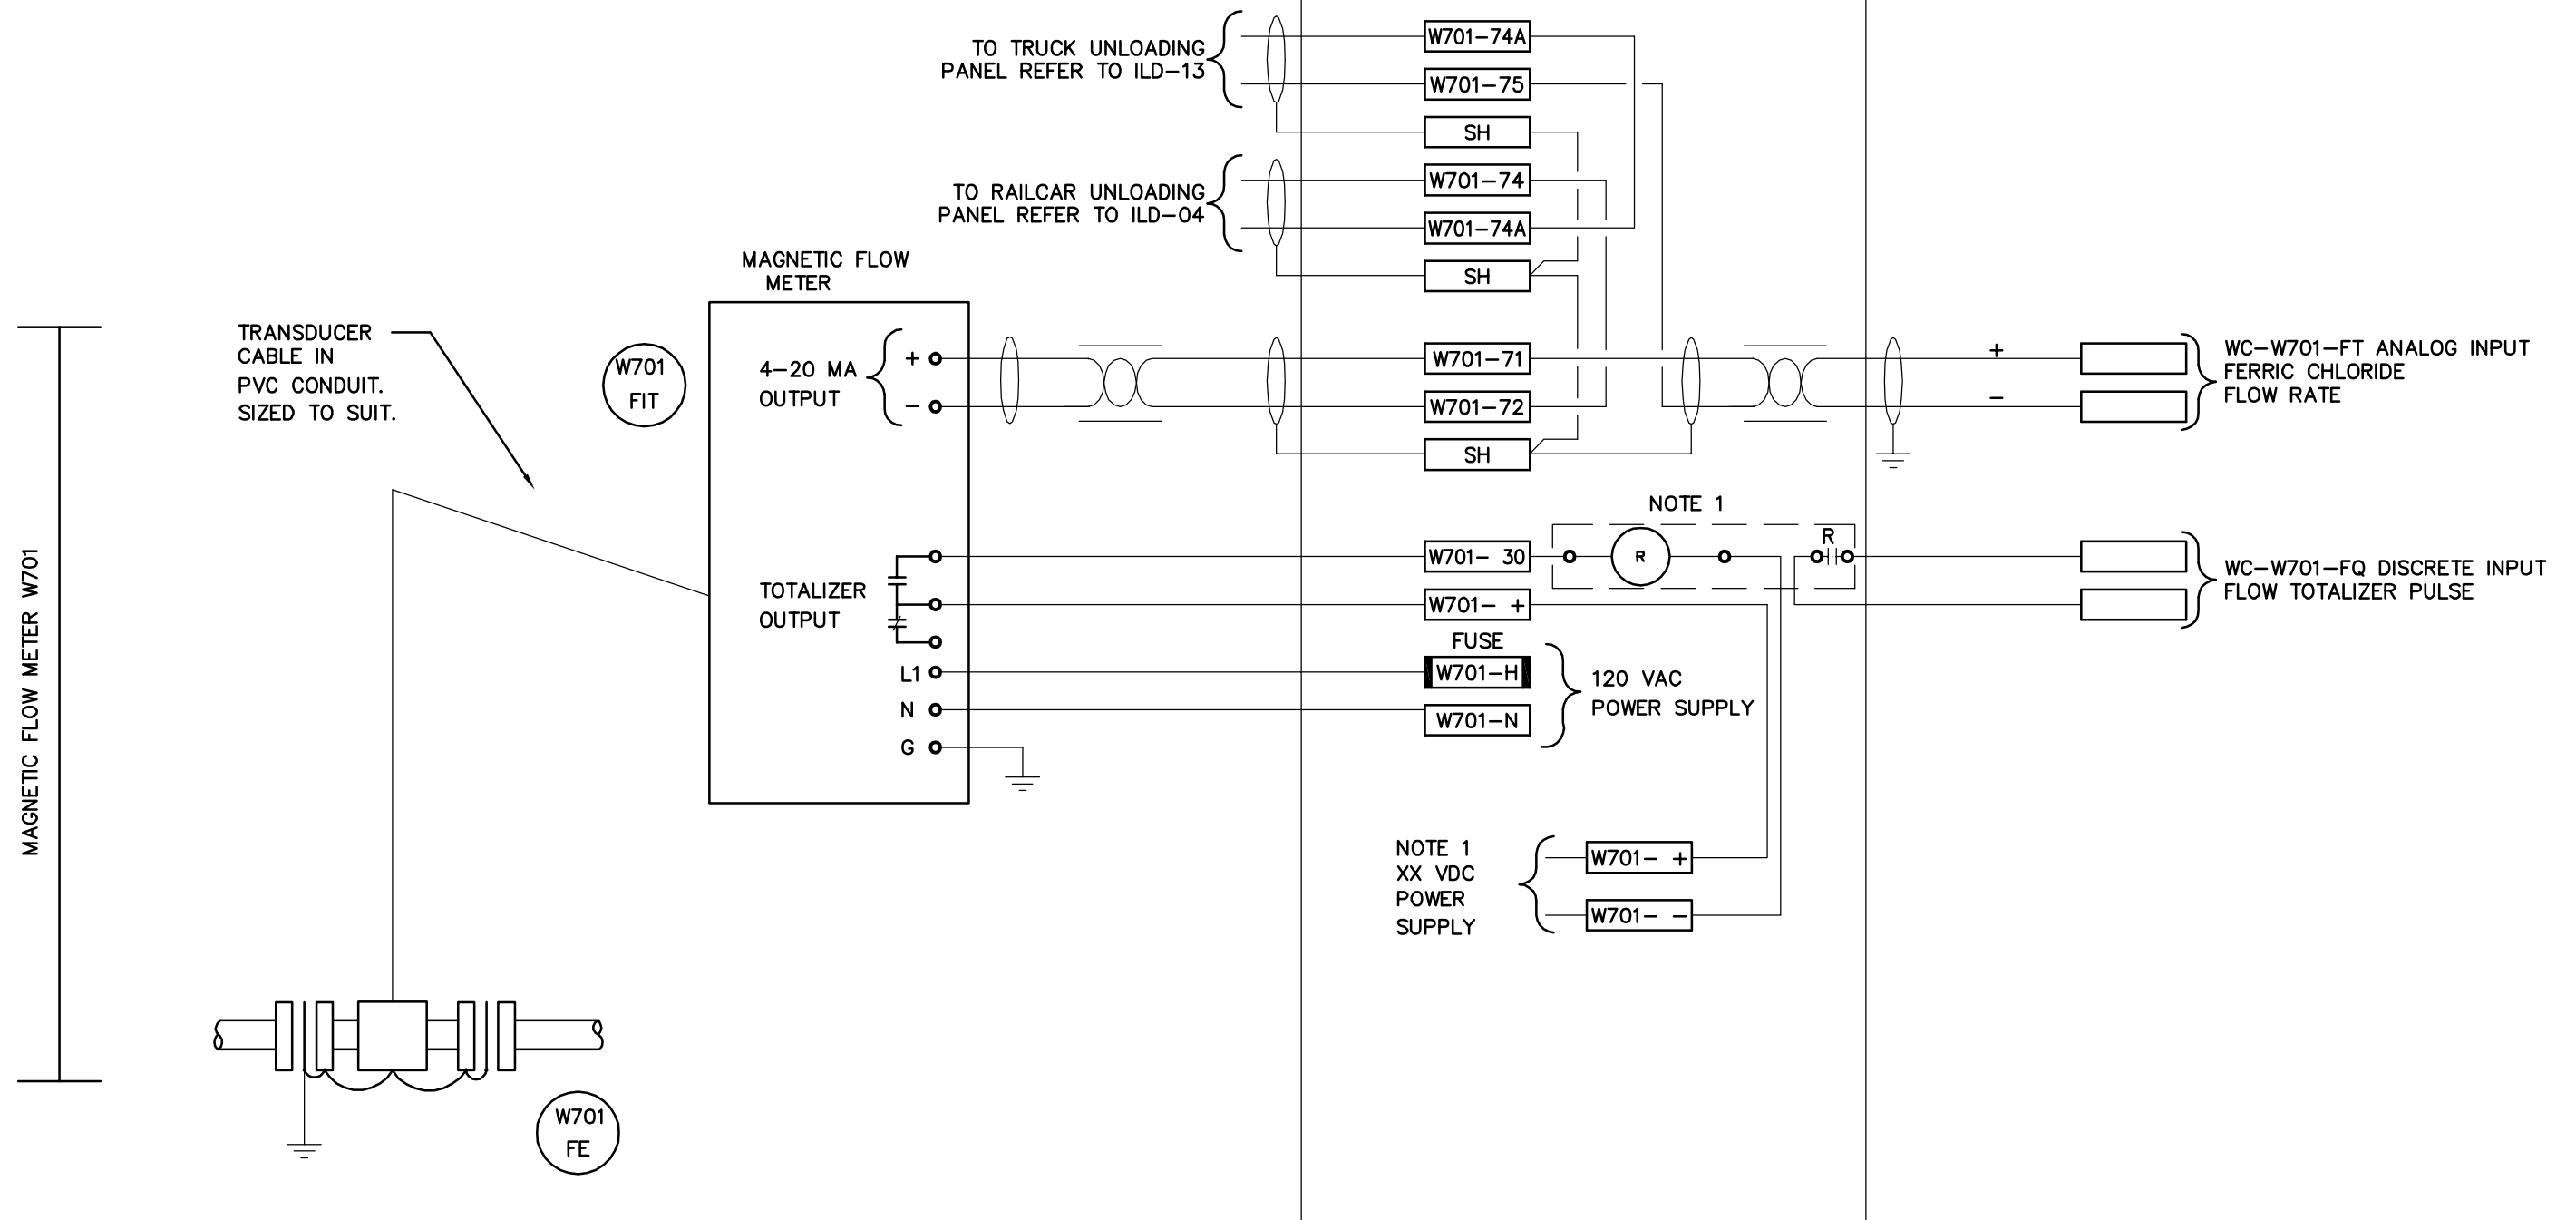 TO TRUCK UNLOADING
PANEL REFER TO ILD-13
W701-74A
W701-75
SH
TO RAILCAR UNLOADING
PANEL REFER TO ILD-04
W701-74
W701-74A
SH
MAGNETIC FLOW
METER
TRANSDUCER
CABLE IN
PVC CONDUIT.
SIZED TO SUIT.
W701
FIT
4-20 MA
OUTPUT
+
-
W701-71
W701-72
SH
+
-
WC-W701-FT ANALOG INPUT
FERRIC CHLORIDE
FLOW RATE
MAGNETIC FLOW METER W701
TOTALIZER
OUTPUT
L1
N
G
NOTE 1
W701- 30
R
R
W701- +
FUSE
W701-H
W701-N
120 VAC
POWER SUPPLY
WC-W701-FQ DISCRETE INPUT
FLOW TOTALIZER PULSE
NOTE 1
XX VDC
POWER
SUPPLY
W701- +
W701- -
W701
FE